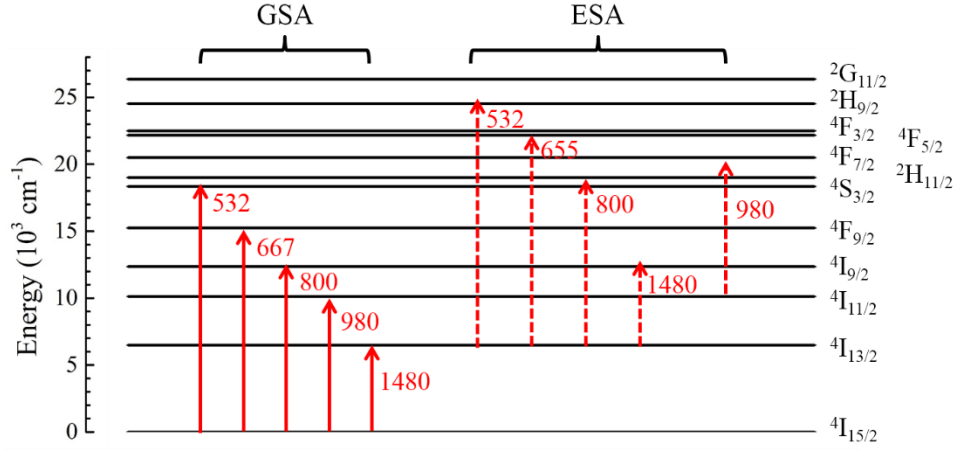 GSA ESA
²G₁₁/₂
25
²H₉/₂
532 532
⁴F₃/₂ ⁴F₅/₂
655
20
⁴F₇/₂
²H₁₁/₂
⁴S₃/₂
532 800 980
15
⁴F₉/₂
667
⁴I₉/₂
800 1480
10
⁴I₁₁/₂
980
⁴I₁₃/₂
5
1480
0
⁴I₁₅/₂
Energy (10³ cm⁻¹)